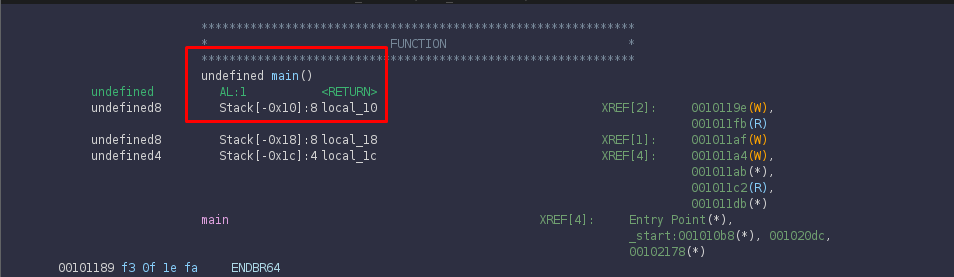 **************************************************************
* FUNCTION *
**************************************************************
undefined main()
undefined AL:1 <RETURN>
undefined8 Stack[-0x10]:8 local_10 XREF[2]: 0010119e(W),
001011fb(R)
undefined8 Stack[-0x18]:8 local_18 XREF[1]: 001011af(W)
undefined4 Stack[-0x1c]:4 local_1c XREF[4]: 001011a4(W),
001011ab(*)
001011c2(R),
001011db(*)
main XREF[4]: Entry Point(*),
_start:001010b8(*), 001020dc,
00102178(*)
00101189 f3 0f 1e fa ENDBR64